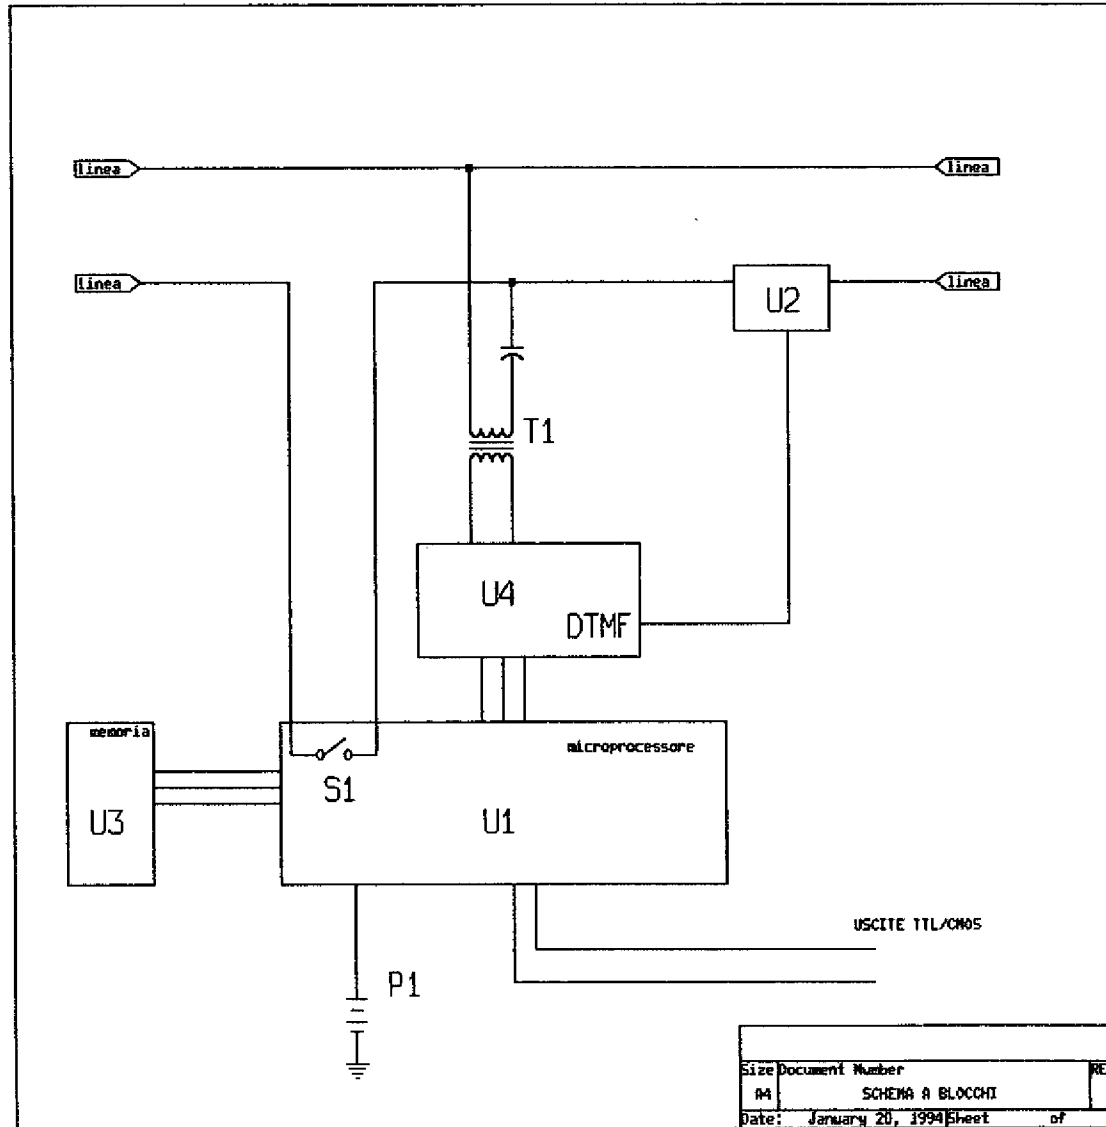 linea
linea
linea
linea
U2
T1
U4
DTMF
memoria
microprocessore
S1
U3
U1
USCITE TTL/CMOS
P1
Size Document Number RE
A4 SCHEMA A BLOCCHI
Date: January 20, 1994 Sheet of